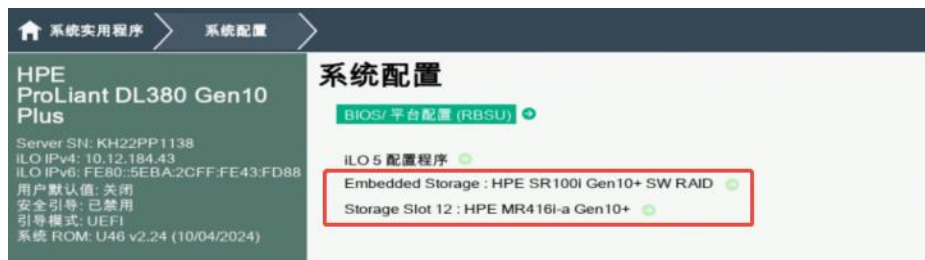 系统实用程序
系统配置
HPE
ProLiant DL380 Gen10
Plus
Server SN: KH22PP1138
iLO IPv4: 10.12.184.43
iLO IPv6: FE80::5EBA:2CFF:FE43:FD88
用户默认值: 关闭
安全引导: 已禁用
引导模式: UEFI
系统 ROM: U46 v2.24 (10/04/2024)
系统配置
BIOS/ 平台配置 (RBSU)
iLO 5 配置程序
Embedded Storage : HPE SR100i Gen10+ SW RAID
Storage Slot 12 : HPE MR416i-a Gen10+